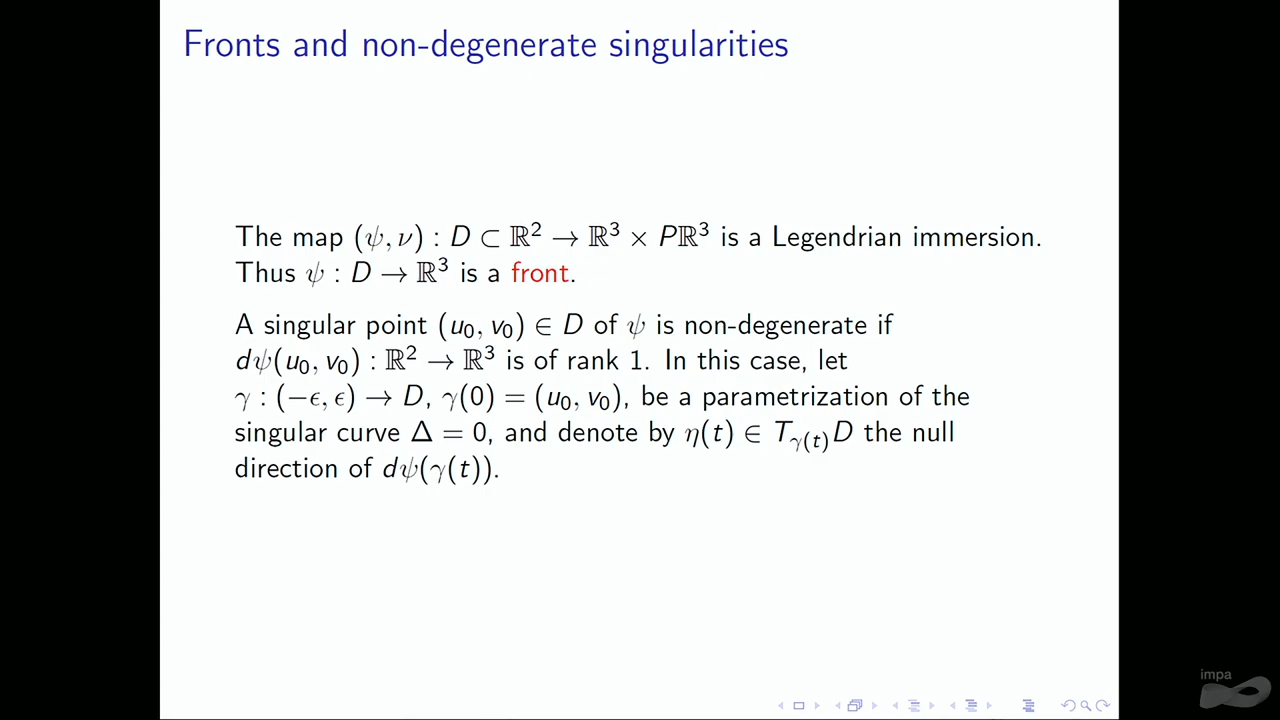 Fronts and non-degenerate singularities
The map (ψ, ν) : D ⊂ ℝ² → ℝ³ × Pℝ³ is a Legendrian immersion.
Thus ψ : D → ℝ³ is a front.
A singular point (u₀, v₀) ∈ D of ψ is non-degenerate if
dψ(u₀, v₀) : ℝ² → ℝ³ is of rank 1. In this case, let
γ : (−ϵ, ϵ) → D, γ(0) = (u₀, v₀), be a parametrization of the
singular curve Δ = 0, and denote by η(t) ∈ T_{γ(t)}D the null
direction of dψ(γ(t)).
impa